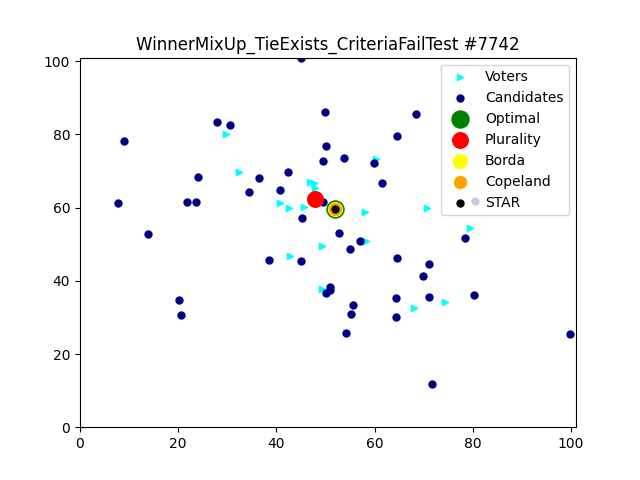 WinnerMixUp_TieExists_CriteriaFailTest #7742
100
80
60
40
20
0
0
20
40
60
80
100
Voters
Candidates
Optimal
Plurality
Borda
Copeland
STAR